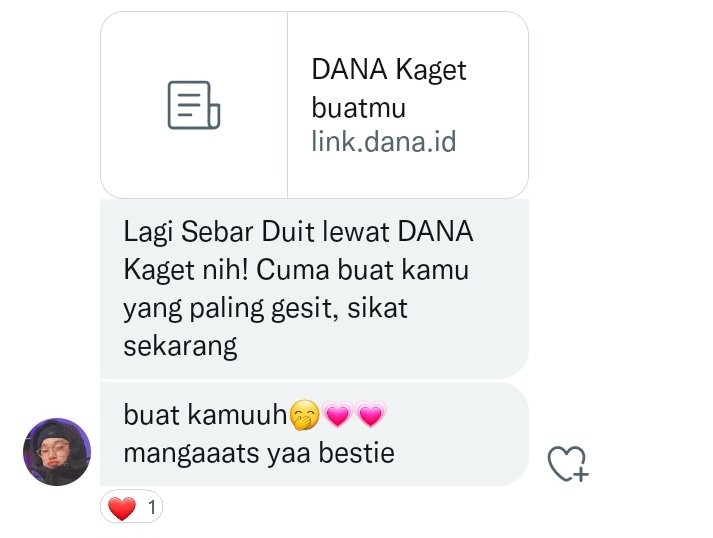 DANA Kaget
buatmu
link.dana.id
Lagi Sebar Duit lewat DANA
Kaget nih! Cuma buat kamu
yang paling gesit, sikat
sekarang
buat kamuuh🤭💗💗
mangaaats yaa bestie
❤️ 1